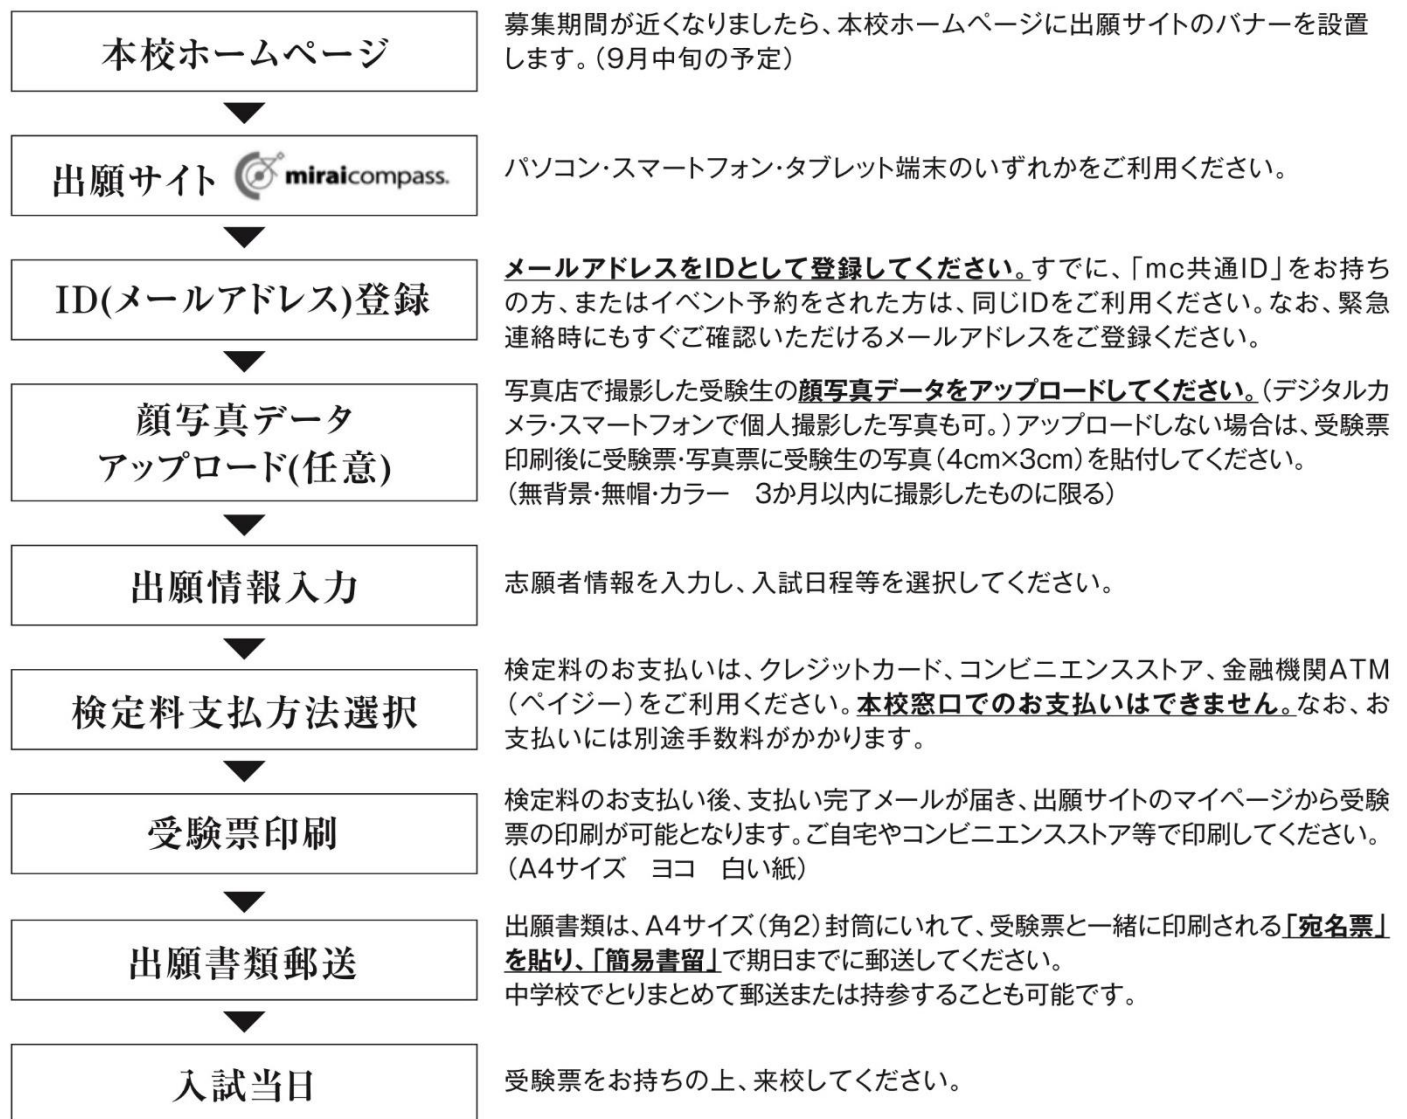 本校ホームページ
募集期間が近くなりましたら、本校ホームページに出願サイトのバナーを設置
します。(9月中旬の予定)
出願サイト miraicompass.
パソコン・スマートフォン・タブレット端末のいずれかをご利用ください。
ID(メールアドレス)登録
メールアドレスをIDとして登録してください。すでに、「mc共通ID」をお持ち
の方、またはイベント予約をされた方は、同じIDをご利用ください。なお、緊急
連絡時にもすぐご確認いただけるメールアドレスをご登録ください。
顔写真データ
アップロード(任意)
写真店で撮影した受験生の顔写真データをアップロードしてください。(デジタルカ
メラ・スマートフォンで個人撮影した写真も可。)アップロードしない場合は、受験票
印刷後に受験票・写真票に受験生の写真(4cm×3cm)を貼付してください。
(無背景・無帽・カラー　3か月以内に撮影したものに限る)
出願情報入力
志願者情報を入力し、入試日程等を選択してください。
検定料支払方法選択
検定料のお支払いは、クレジットカード、コンビニエンスストア、金融機関ATM
(ペイジー)をご利用ください。本校窓口でのお支払いはできません。なお、お
支払いには別途手数料がかかります。
受験票印刷
検定料のお支払い後、支払い完了メールが届き、出願サイトのマイページから受験
票の印刷が可能となります。ご自宅やコンビニエンスストア等で印刷してください。
(A4サイズ　ヨコ　白い紙)
出願書類郵送
出願書類は、A4サイズ(角2)封筒にいれて、受験票と一緒に印刷される「宛名票」
を貼り、「簡易書留」で期日までに郵送してください。
中学校でとりまとめて郵送または持参することも可能です。
入試当日
受験票をお持ちの上、来校してください。